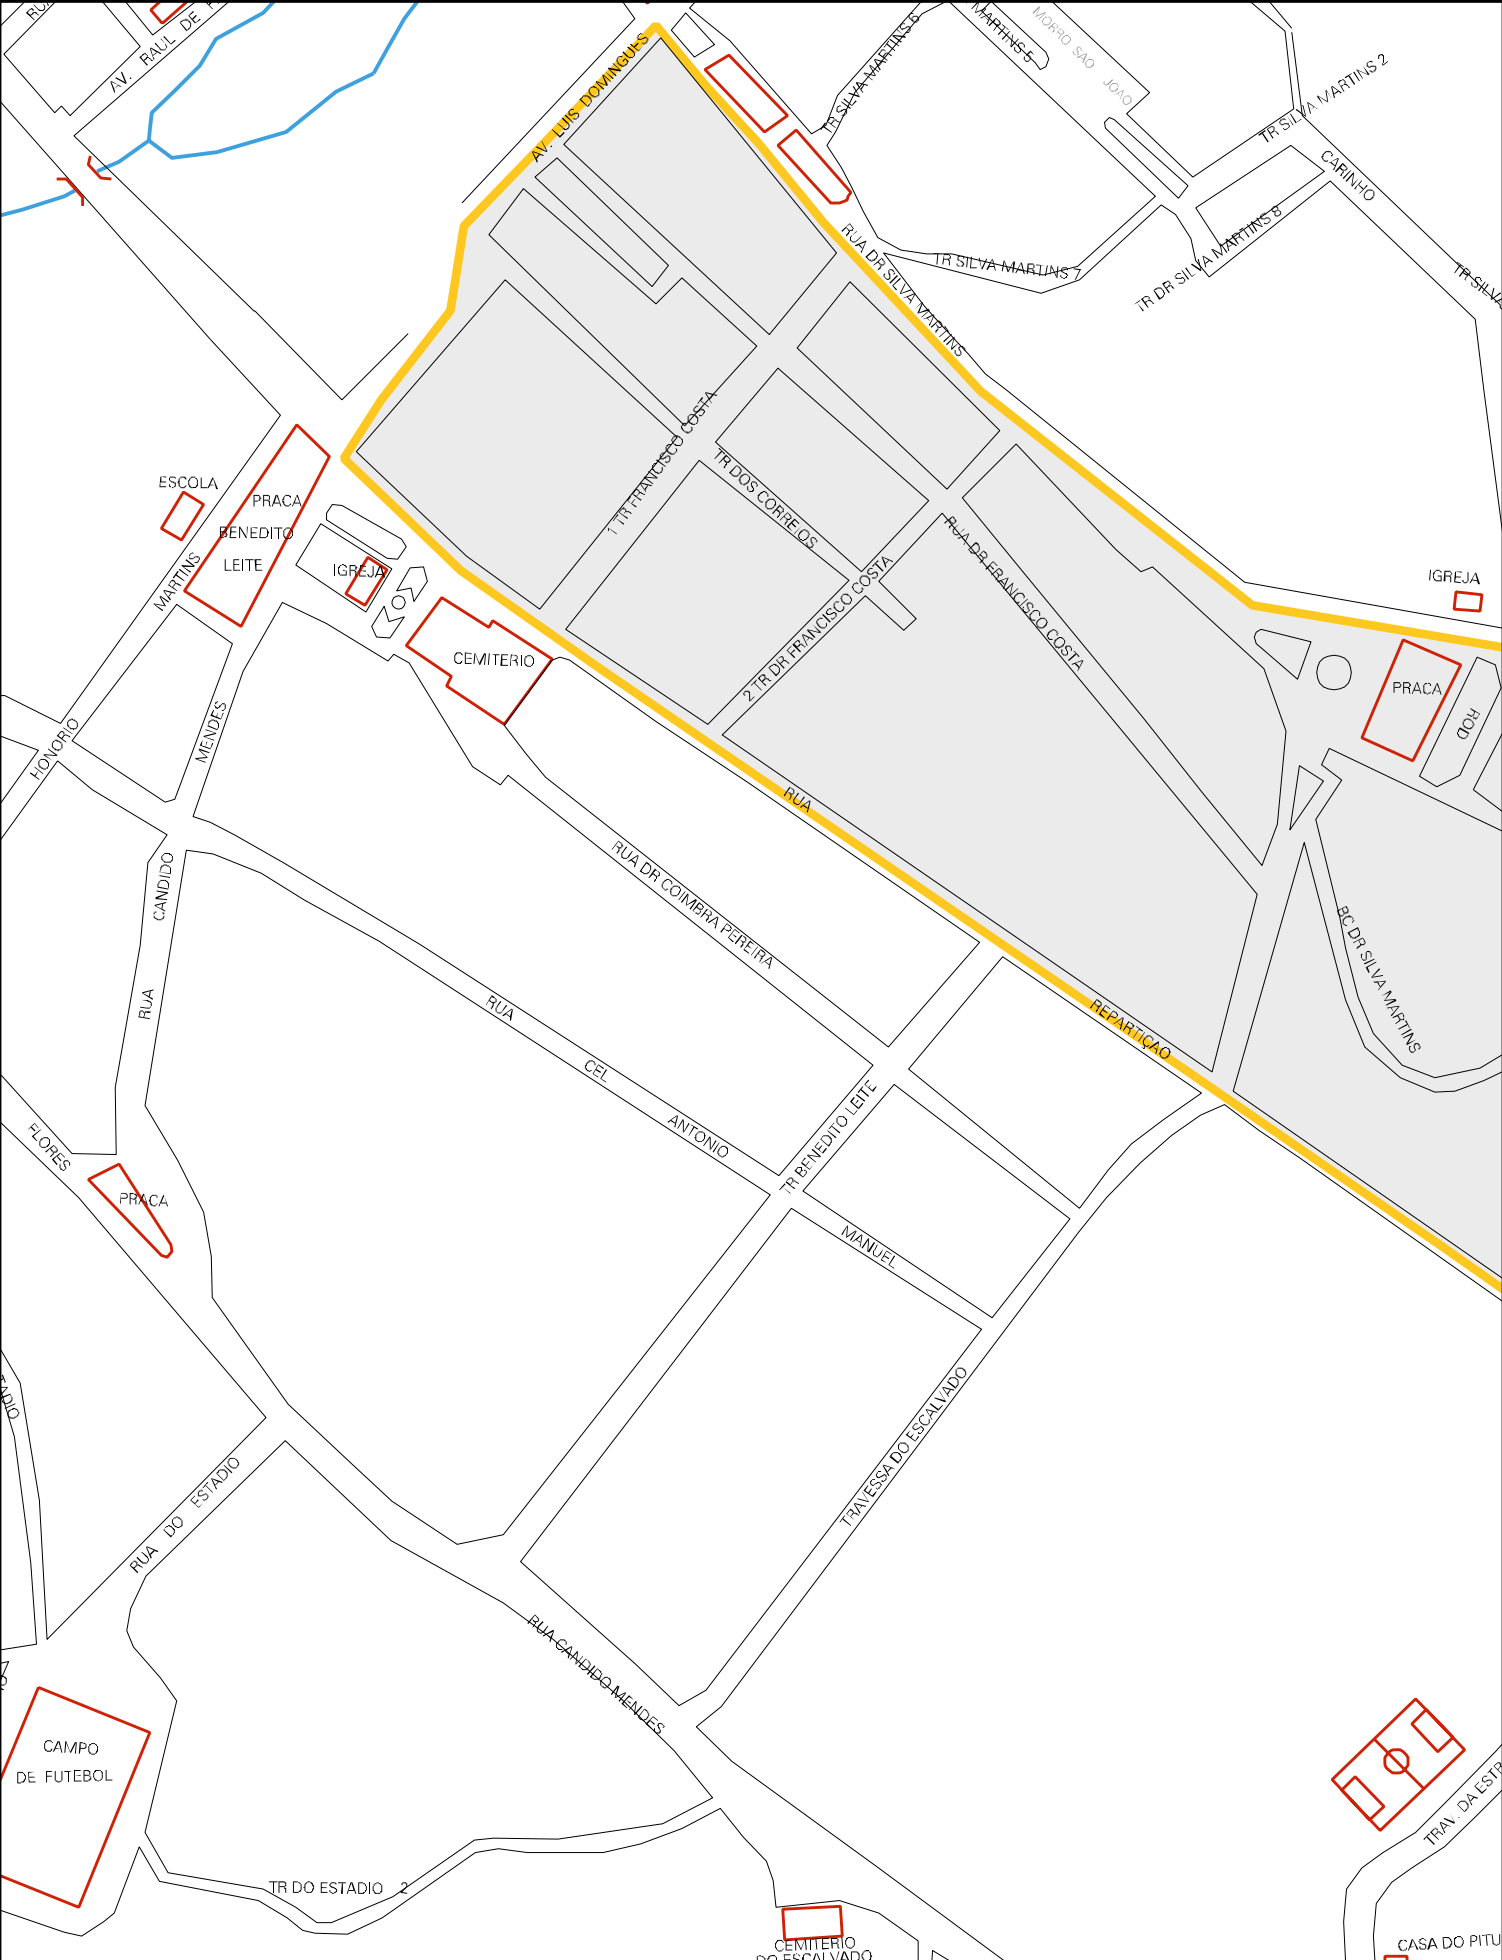 AV. RAUL DE
MARTINS 5
MORRO SAO JOAO
TR SILVA MARTINS 6
TR SILVA MARTINS 2
AV. LUIS DOMINGUES
CARINHO
RUA DR SILVA MARTINS
TR SILVA MARTINS 7
TR DR SILVA MARTINS 8
TR SILVA
1 TR FRANCISCO COSTA
ESCOLA
PRACA
BENEDITO
LEITE
TR DOS CORREIOS
RUA DR FRANCISCO COSTA
IGREJA
IGREJA
MARTINS
2 TR DR FRANCISCO COSTA
CEMITERIO
PRACA
ROD
HONORIO
MENDES
RUA
CANDIDO
RUA DR COIMBRA PEREIRA
BC DR SILVA MARTINS
RUA
RUA
REPARTIÇAO
CEL
ANTONIO
TR BENEDITO LEITE
FLORES
PRACA
MANUEL
TRAVESSA DO ESCALVADO
RUA DO ESTADIO
RUA CANDIDO MENDES
CAMPO
DE FUTEBOL
TRAV. DA ESTR
TR DO ESTADIO 2
CEMITERIO
DO ESCALVADO
CASA DO PITU